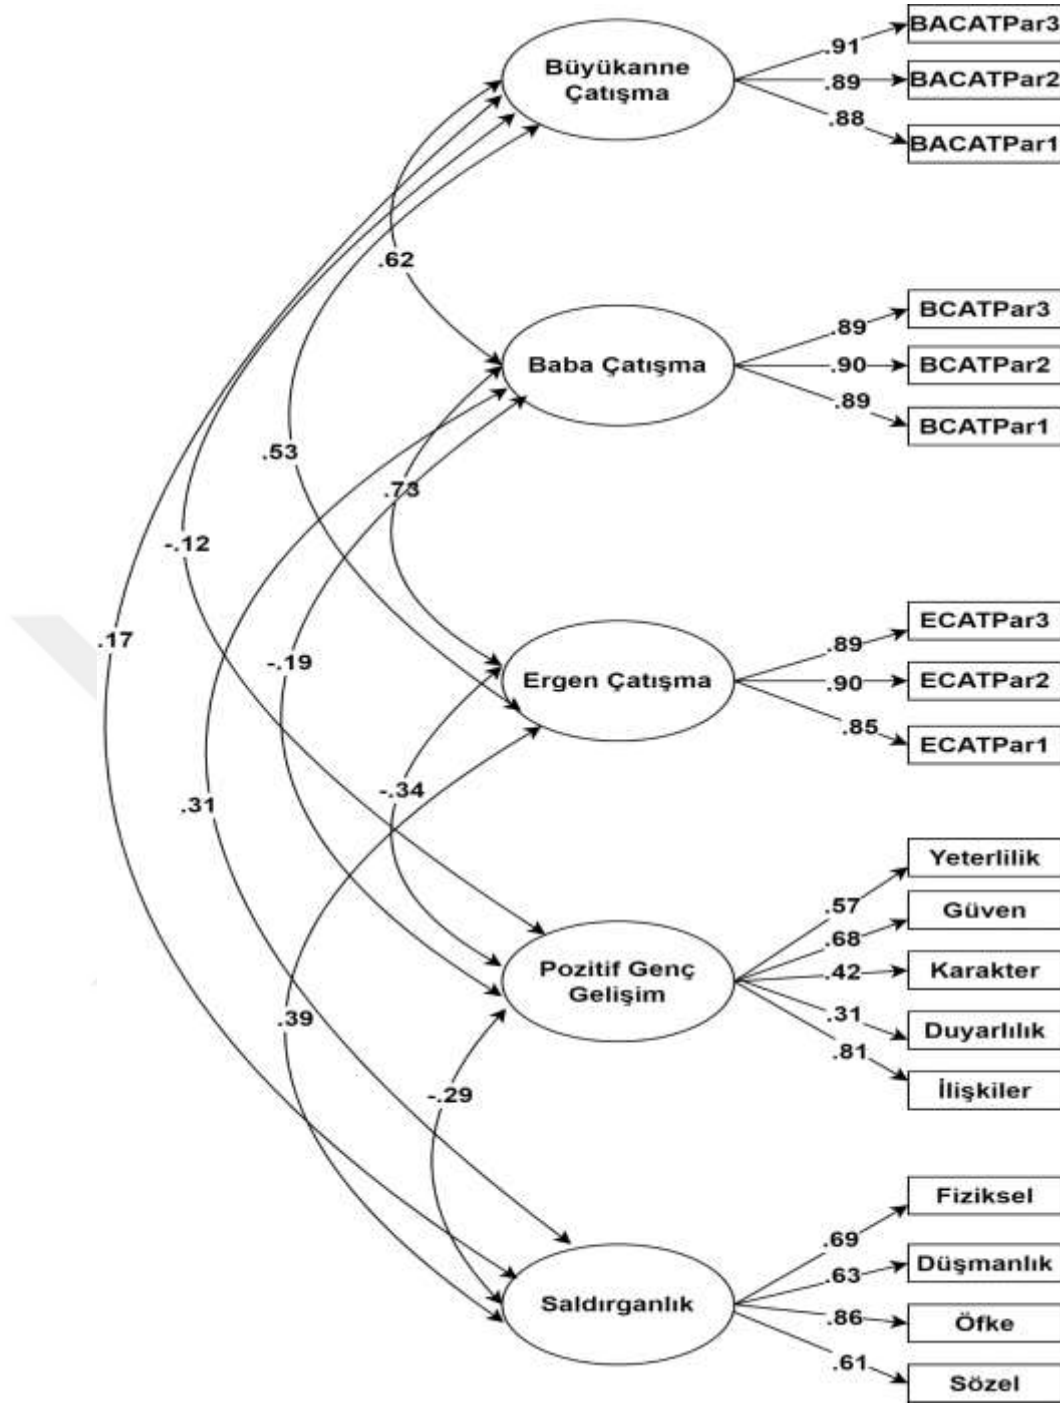 Büyükanne
Çatışma
.91
.89
.88
BACATPar3
BACATPar2
BACATPar1
.62
Baba Çatışma
.89
.90
.89
BCATPar3
BCATPar2
BCATPar1
.53
.73
-.12
.17
-.19
Ergen Çatışma
.89
.90
.85
ECATPar3
ECATPar2
ECATPar1
-.34
.31
Pozitif Genç
Gelişim
.57
.68
.42
.31
.81
Yeterlilik
Güven
Karakter
Duyarlılık
İlişkiler
.39
-.29
Saldırganlık
.69
.63
.86
.61
Fiziksel
Düşmanlık
Öfke
Sözel